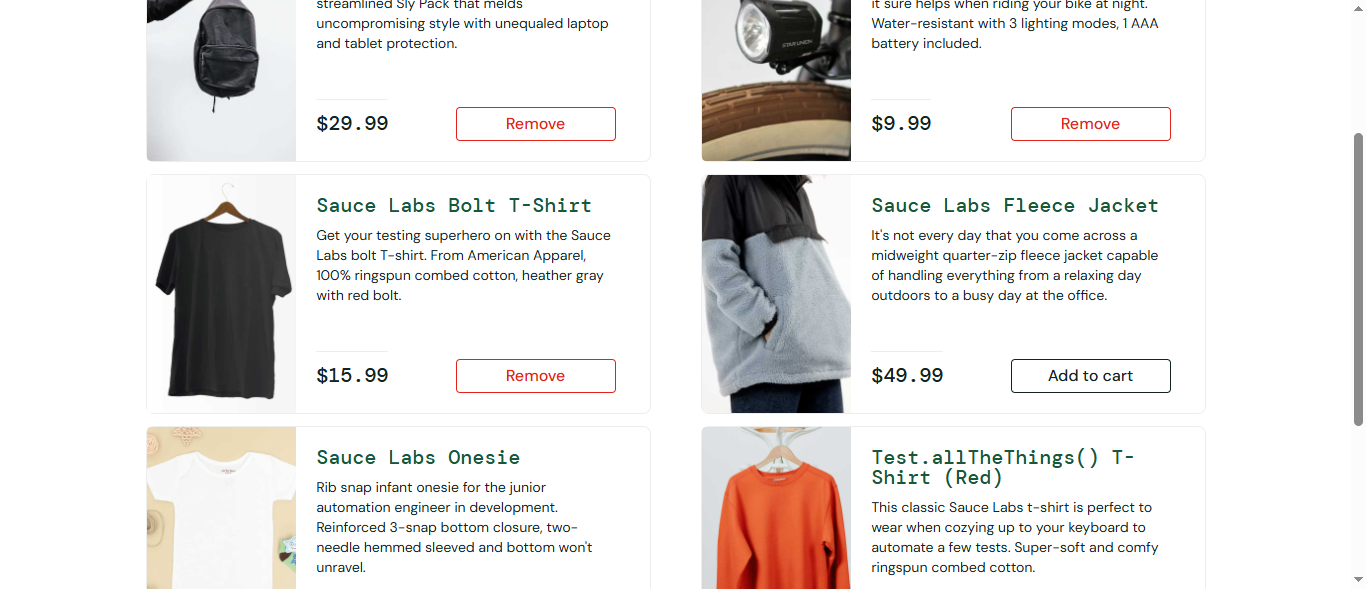 streamlined Sly Pack that melds
uncompromising style with unequaled laptop
and tablet protection.
$29.99
Remove
it sure helps when riding your bike at night.
Water-resistant with 3 lighting modes, 1 AAA
battery included.
$9.99
Remove
Sauce Labs Bolt T-Shirt
Get your testing superhero on with the Sauce
Labs bolt T-shirt. From American Apparel,
100% ringspun combed cotton, heather gray
with red bolt.
$15.99
Remove
Sauce Labs Fleece Jacket
It's not every day that you come across a
midweight quarter-zip fleece jacket capable
of handling everything from a relaxing day
outdoors to a busy day at the office.
$49.99
Add to cart
Sauce Labs Onesie
Rib snap infant onesie for the junior
automation engineer in development.
Reinforced 3-snap bottom closure, two-
needle hemmed sleeved and bottom won't
unravel.
Test.allTheThings() T-
Shirt (Red)
This classic Sauce Labs t-shirt is perfect to
wear when cozying up to your keyboard to
automate a few tests. Super-soft and comfy
ringspun combed cotton.